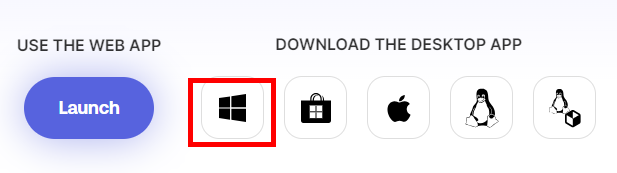 USE THE WEB APP
DOWNLOAD THE DESKTOP APP
Launch